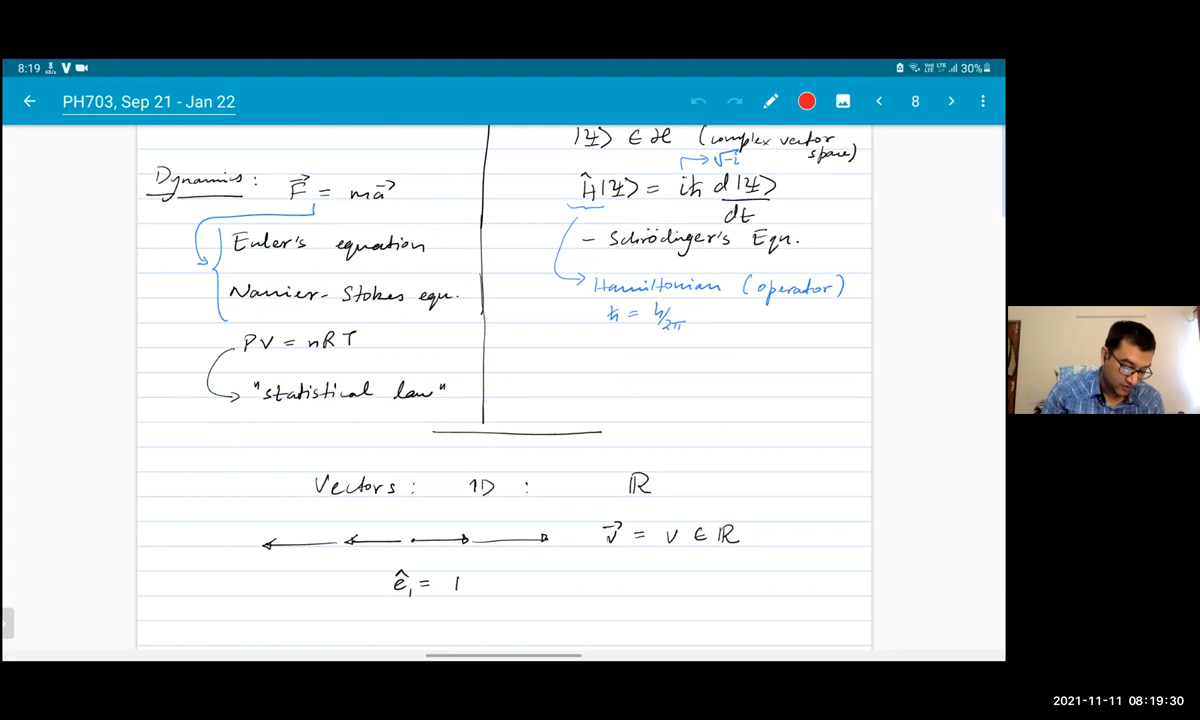 8:19 30%
PH703, Sep 21 - Jan 22 8
|Ψ⟩ ∈ ℋ (complex vector space)
→ √-i
Dynamics: F⃗ = ma⃗
Ĥ|Ψ⟩ = iħ d|Ψ⟩/dt
Euler's equation
- Schrödinger's Eqn.
Navier-Stokes eqn.
Hamiltonian (operator)
ħ = h/2π
PV = nRT
"statistical law"
Vectors: 1D : ℝ
v⃗ = v ∈ ℝ
ê₁ = 1
2021-11-11 08:19:30